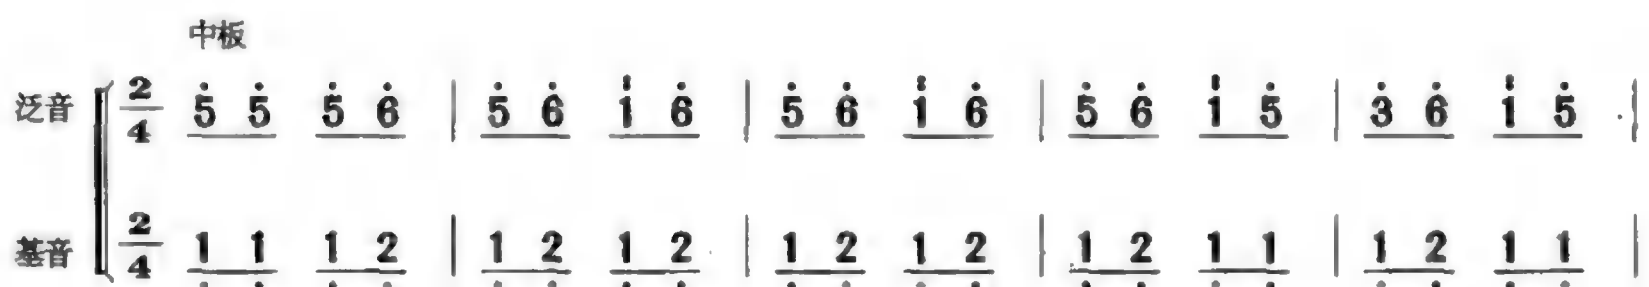 中板
泛音 2/4 5̇ 5̇ 5̇ 6̇ | 5̇ 6̇ 1̇̇ 6̇ | 5̇ 6̇ 1̇̇ 6̇ | 5̇ 6̇ 1̇̇ 5̇ | 3̇ 6̇ 1̇̇ 5̇ |
基音 2/4 1̣ 1̣ 1̣ 2̣ | 1̣ 2̣ 1̣ 2̣ | 1̣ 2̣ 1̣ 2̣ | 1̣ 2̣ 1̣ 1̣ | 1̣ 2̣ 1̣ 1̣ |